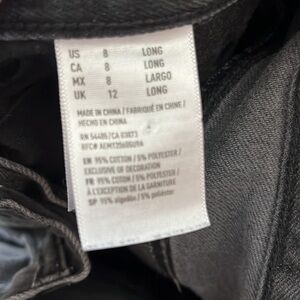 US 8 LONG
CA 8 LONG
MX 8 LARGO
UK 12 LONG
MADE IN CHINA / FABRIQUÉ EN CHINE /
HECHO EN CHINA
RN 54485/CA 03873
RFC#
EN 95% COTTON / 5% POLYESTER/
EXCLUSIVE OF DECORATION
FR 95% COTON / 5% POLYESTER/
À L'EXCEPTION DE LA GARNITURE
SP 95% algodón / 5% poliéster